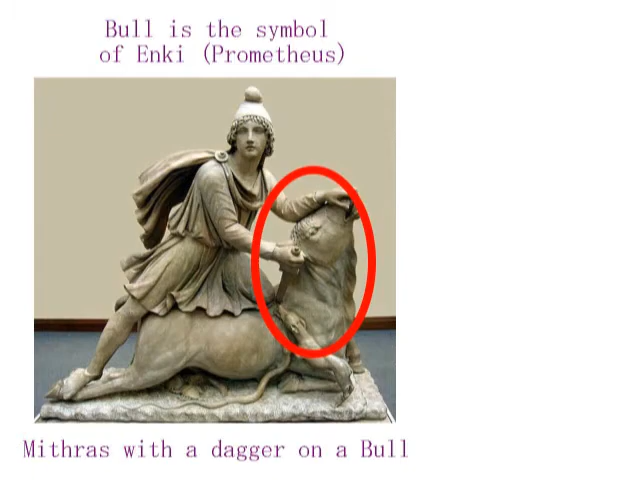 Bull is the symbol
of Enki (Prometheus)
Mithras with a dagger on a Bull